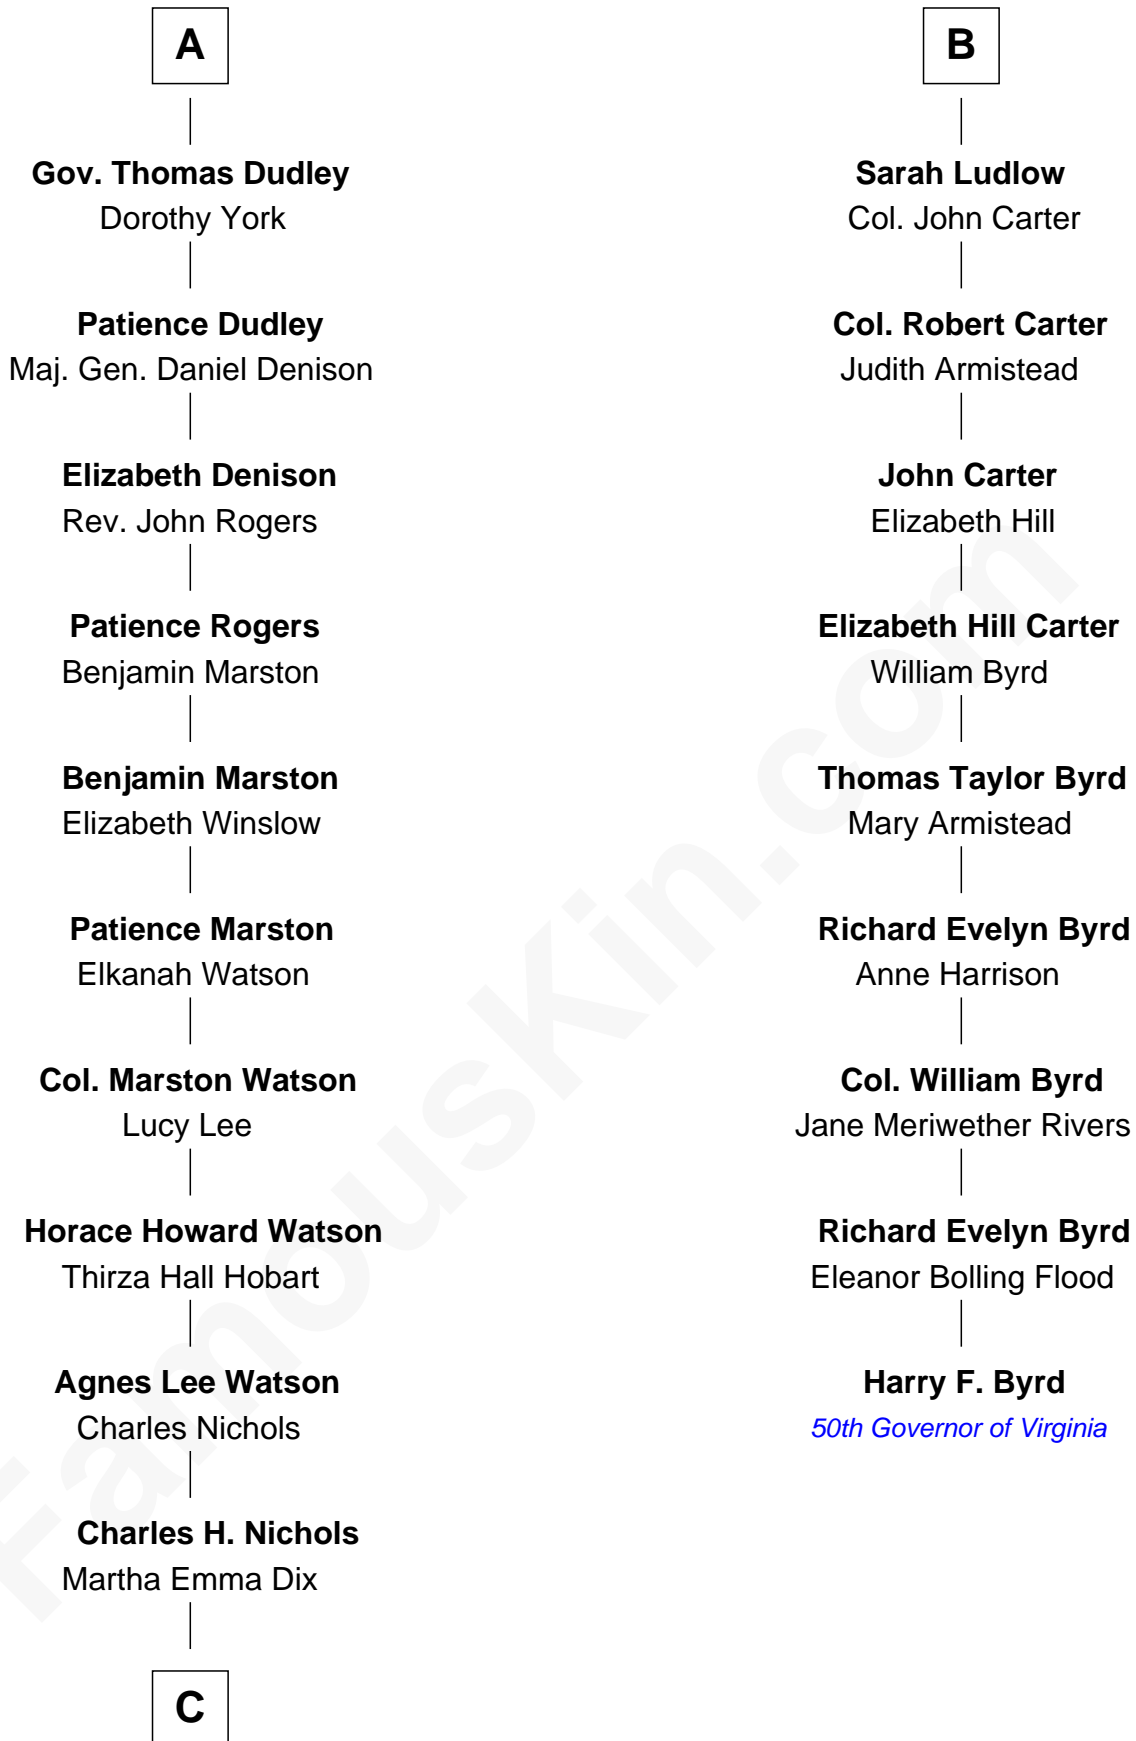 A
Gov. Thomas Dudley
Dorothy York
Patience Dudley
Maj. Gen. Daniel Denison
Elizabeth Denison
Rev. John Rogers
Patience Rogers
Benjamin Marston
Benjamin Marston
Elizabeth Winslow
Patience Marston
Elkanah Watson
Col. Marston Watson
Lucy Lee
Horace Howard Watson
Thirza Hall Hobart
Agnes Lee Watson
Charles Nichols
Charles H. Nichols
Martha Emma Dix
C
B
Sarah Ludlow
Col. John Carter
Col. Robert Carter
Judith Armistead
John Carter
Elizabeth Hill
Elizabeth Hill Carter
William Byrd
Thomas Taylor Byrd
Mary Armistead
Richard Evelyn Byrd
Anne Harrison
Col. William Byrd
Jane Meriwether Rivers
Richard Evelyn Byrd
Eleanor Bolling Flood
Harry F. Byrd
50th Governor of Virginia
FamousKin.com